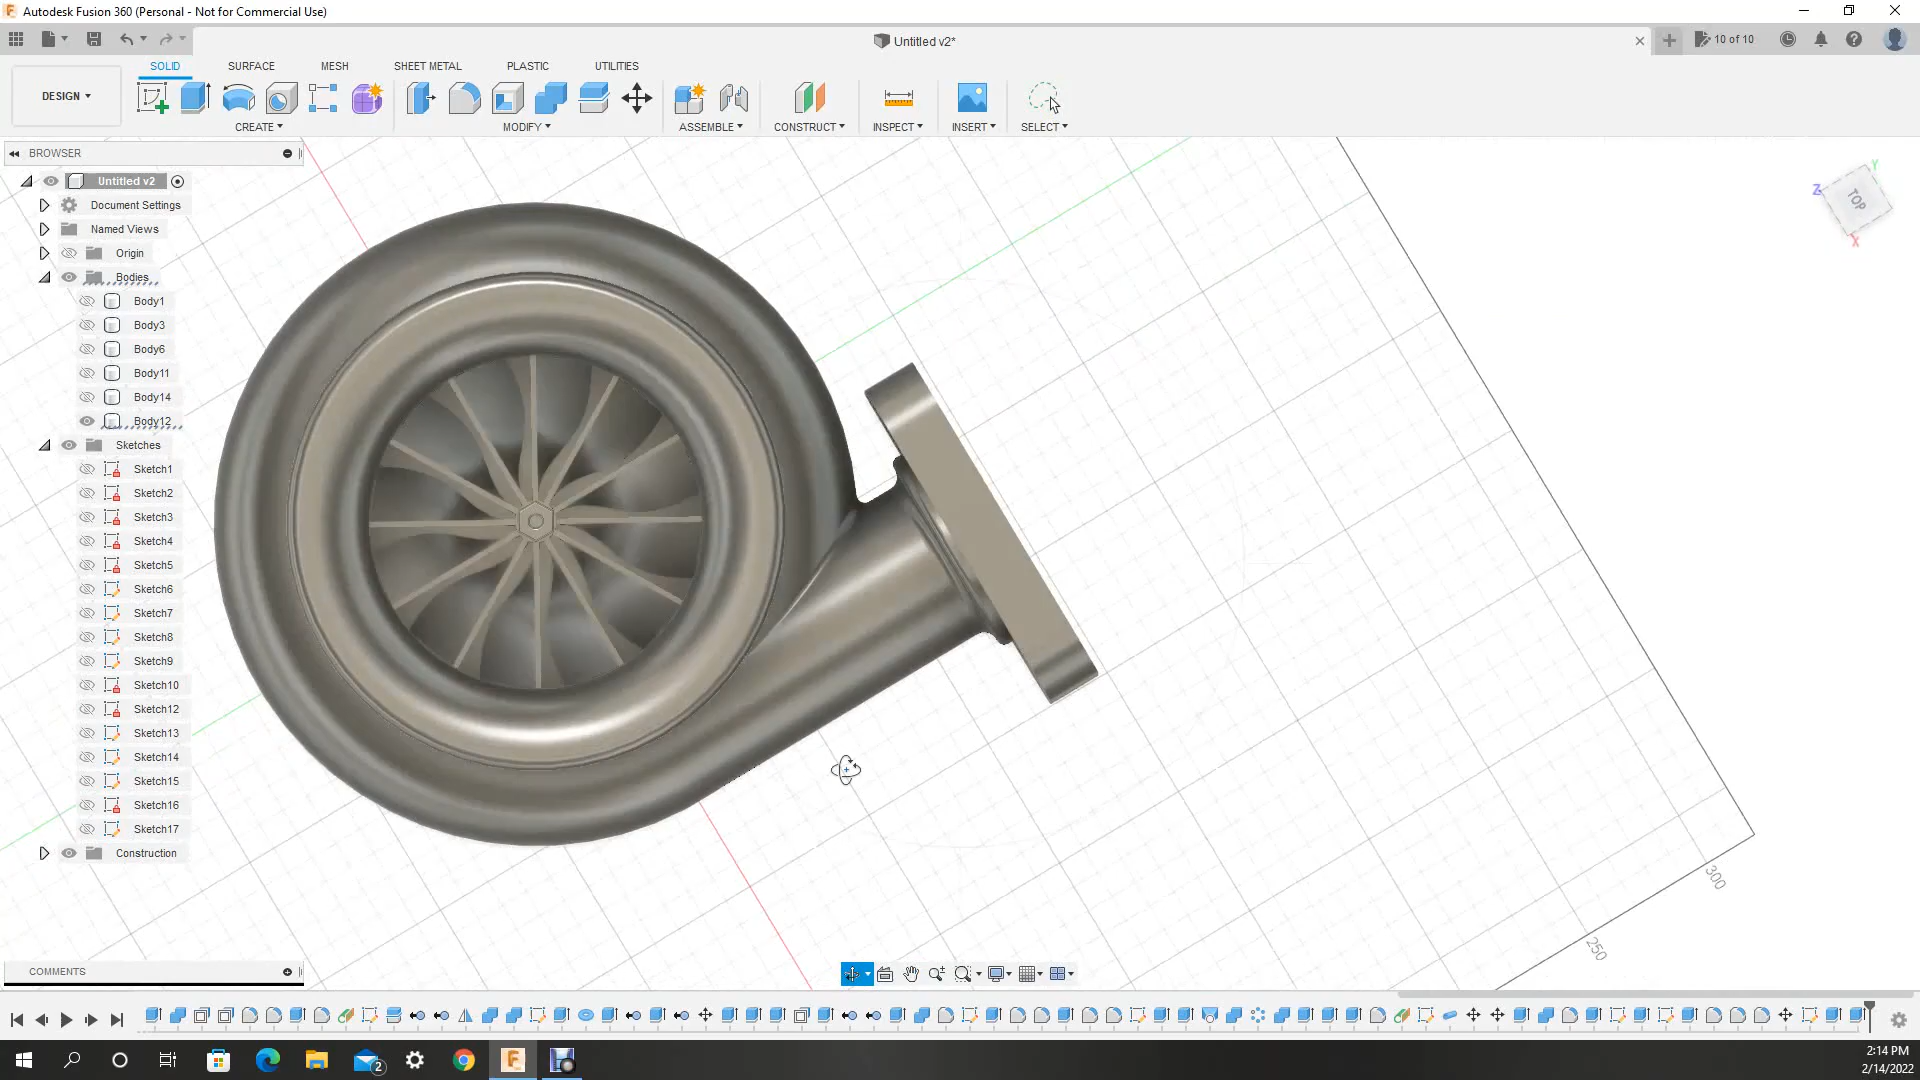 Autodesk Fusion 360 (Personal - Not for Commercial Use)
Untitled v2*
10 of 10
SOLID SURFACE MESH SHEET METAL PLASTIC UTILITIES
DESIGN
CREATE MODIFY ASSEMBLE CONSTRUCT INSPECT INSERT SELECT
BROWSER
Untitled v2
Document Settings
Named Views
Origin
Bodies
Body1
Body3
Body6
Body11
Body14
Body12
Sketches
Sketch1
Sketch2
Sketch3
Sketch4
Sketch5
Sketch6
Sketch7
Sketch8
Sketch9
Sketch10
Sketch12
Sketch13
Sketch14
Sketch15
Sketch16
Sketch17
Construction
Y
Z
TOP
X
300
250
COMMENTS
2
2:14 PM
2/14/2022